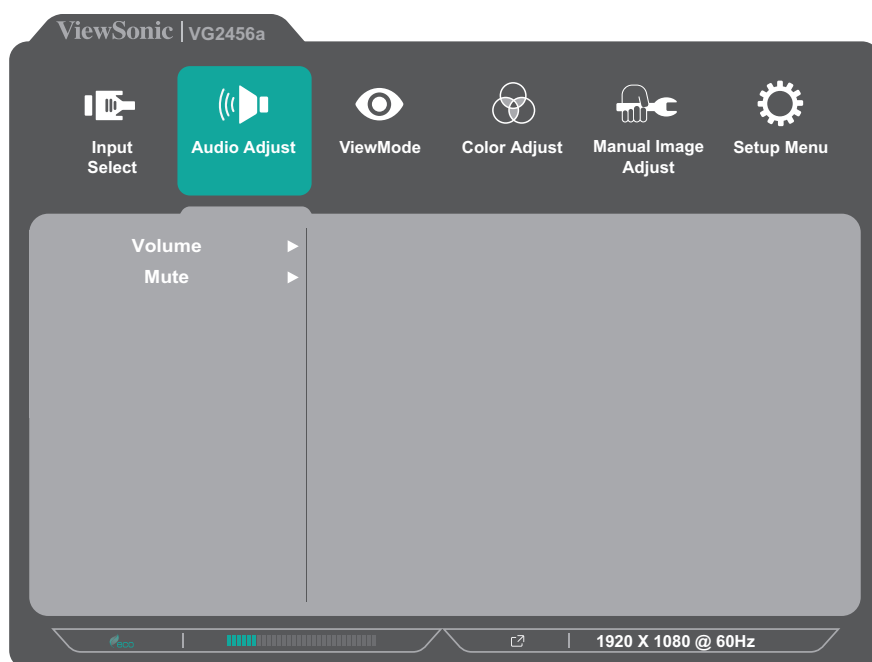 ViewSonic | VG2456a
Input Select
Audio Adjust
ViewMode
Color Adjust
Manual Image Adjust
Setup Menu
Volume
Mute
eco
1920 X 1080 @ 60Hz